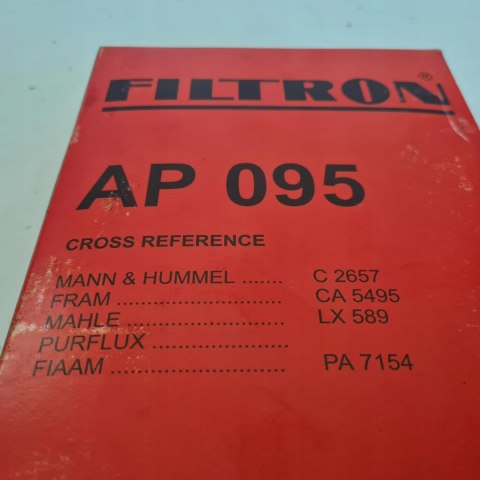 FILTRON®
AP 095
CROSS REFERENCE
MANN & HUMMEL ....... C 2657
FRAM ............................ CA 5495
MAHLE ........................... LX 589
PURFLUX .......................
FIAAM ............................. PA 7154